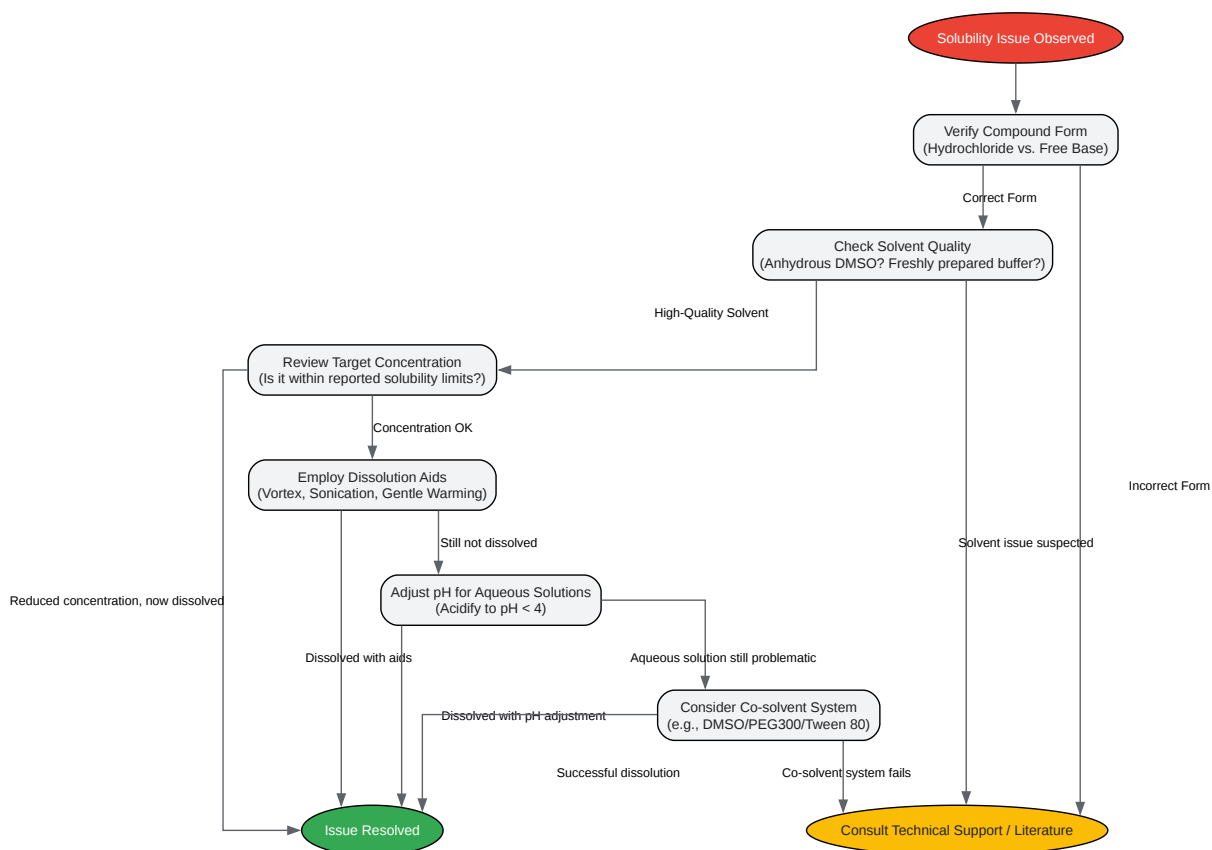 Solubility Issue Observed
Verify Compound Form
(Hydrochloride vs. Free Base)
Correct Form
Check Solvent Quality
(Anhydrous DMSO? Freshly prepared buffer?)
High-Quality Solvent
Review Target Concentration
(Is it within reported solubility limits?)
Concentration OK
Employ Dissolution Aids
(Vortex, Sonication, Gentle Warming)
Incorrect Form
Still not dissolved
Solvent issue suspected
Adjust pH for Aqueous Solutions
(Acidify to pH < 4)
Reduced concentration, now dissolved
Dissolved with aids
Aqueous solution still problematic
Consider Co-solvent System
(e.g., DMSO/PEG300/Tween 80)
Dissolved with pH adjustment
Successful dissolution
Co-solvent system fails
Issue Resolved
Consult Technical Support / Literature